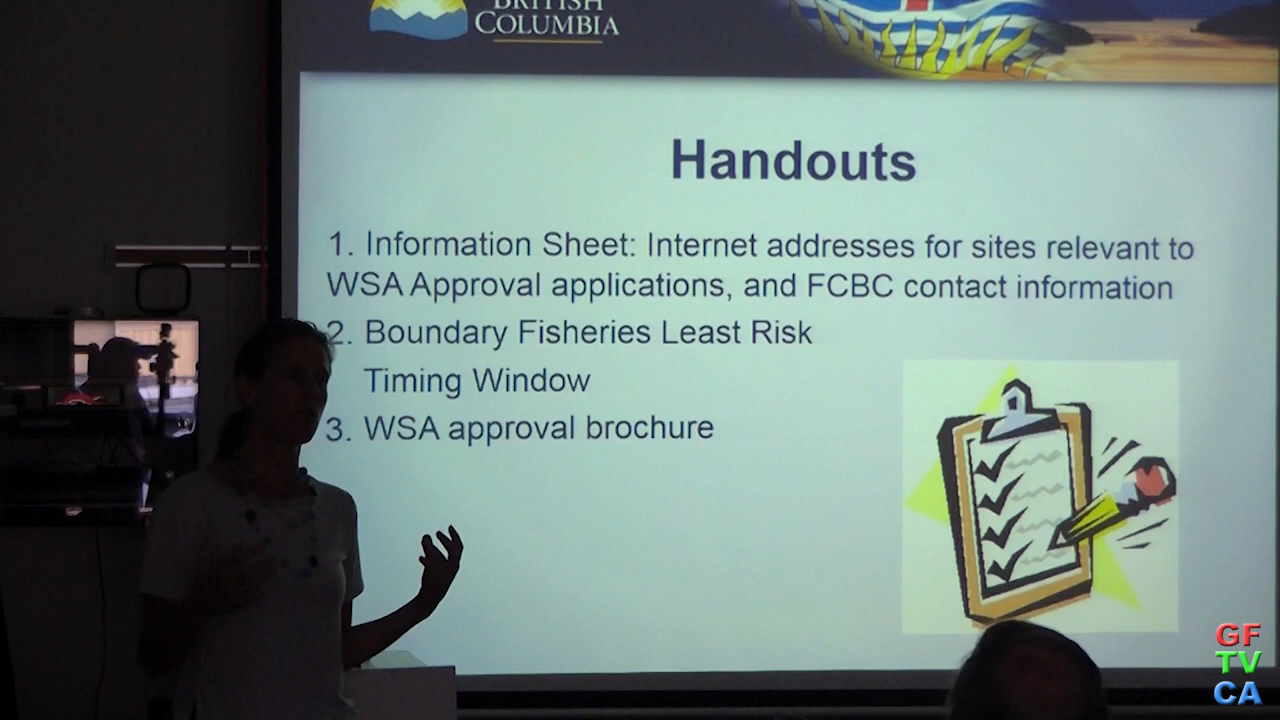 BRITISH
COLUMBIA
Handouts
1. Information Sheet: Internet addresses for sites relevant to
WSA Approval applications, and FCBC contact information
2. Boundary Fisheries Least Risk
Timing Window
3. WSA approval brochure
GF
TV
CA